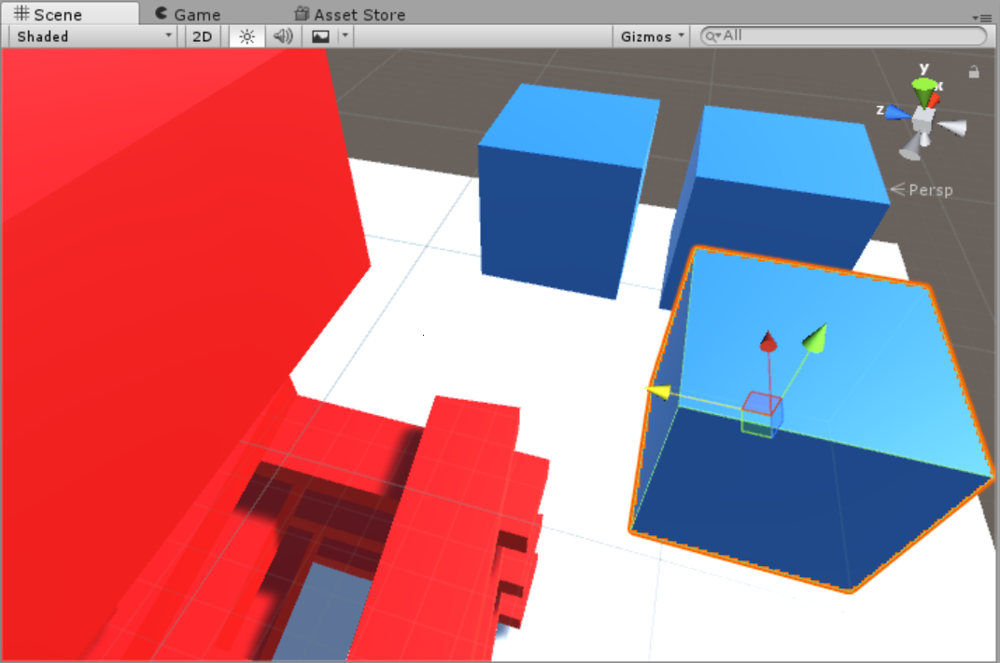 Scene Game Asset Store
Shaded 2D Gizmos All
y
x
z
Persp